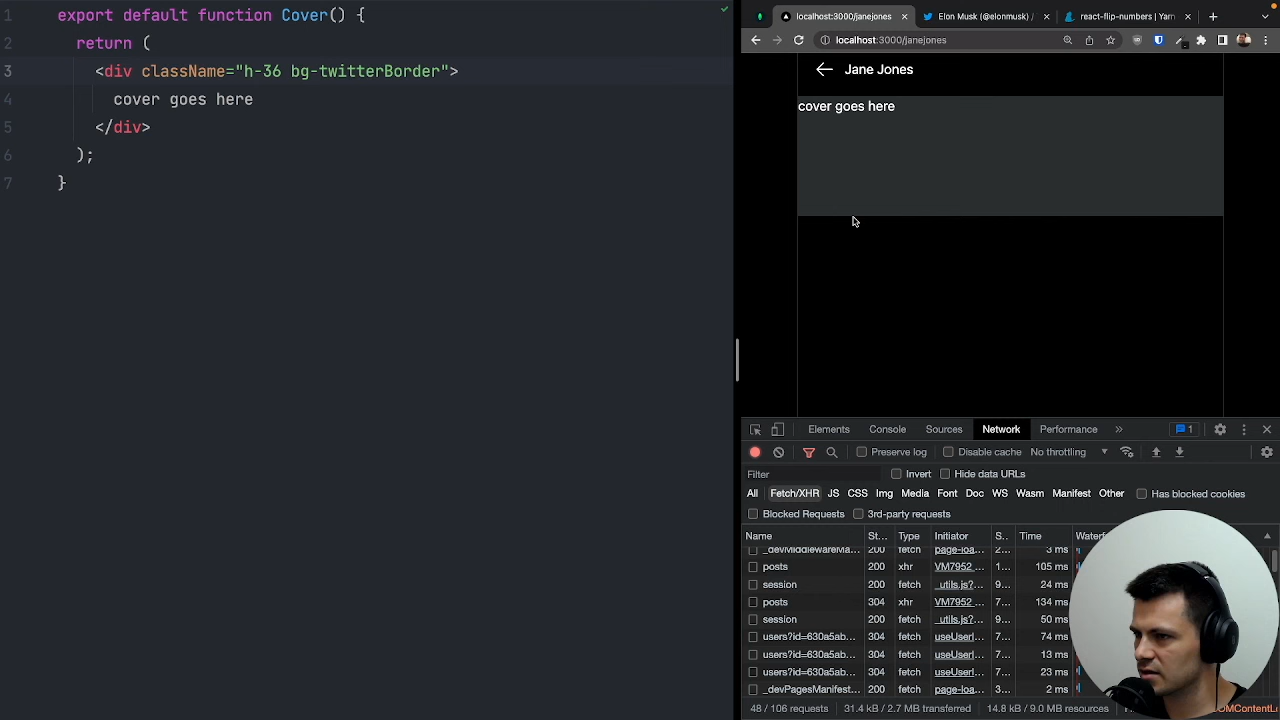 1 export default function Cover() {
2 return (
3 <div className="h-36 bg-twitterBorder">
4 cover goes here
5 </div>
6 );
7 }
localhost:3000/janejones
Elon Musk (@elonmusk) /
react-flip-numbers | Yarn
localhost:3000/janejones
Jane Jones
cover goes here
Elements Console Sources Network Performance » 1
Preserve log Disable cache No throttling
Filter Invert Hide data URLs
All Fetch/XHR JS CSS Img Media Font Doc WS Wasm Manifest Other Has blocked cookies
Blocked Requests 3rd-party requests
Name St... Type Initiator S... Time
_devMiddlewareMa... 200 fetch page-loa... 2... 3 ms
posts 200 xhr VM7952 ... 1... 105 ms
session 200 fetch _utils.js?... 9... 24 ms
posts 304 xhr VM7952 ... 7... 134 ms
session 200 fetch _utils.js?... 9... 50 ms
users?id=630a5ab... 304 fetch useUserI... 7... 74 ms
users?id=630a5ab... 304 fetch useUserI... 7... 13 ms
users?id=630a5ab... 304 fetch useUserI... 7... 23 ms
_devPagesManifest... 200 fetch page-loa... 7... 2 ms
48 / 106 requests 31.4 kB / 2.7 MB transferred 14.8 kB / 9.0 MB resources